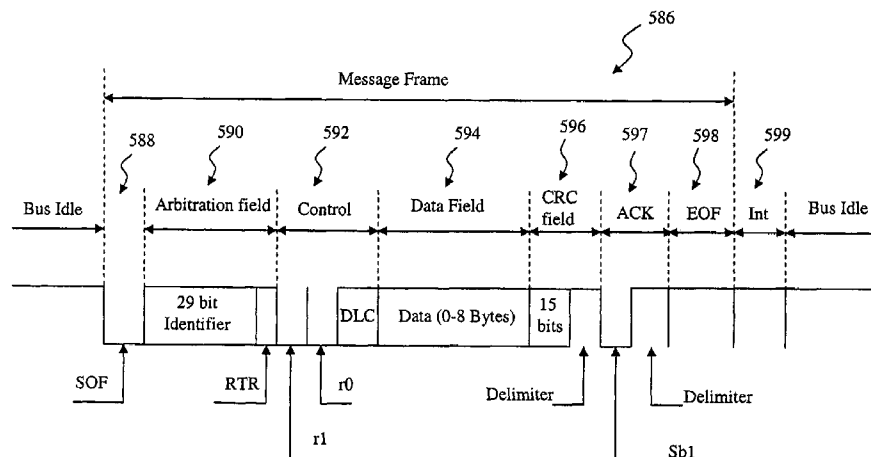 586
Message Frame
588
590
592
594
596
597
598
599
Bus Idle
Arbitration field
Control
Data Field
CRC
field
ACK
EOF
Int
Bus Idle
29 bit
Identifier
DLC
Data (0-8 Bytes)
15
bits
SOF
RTR
r0
Delimiter
Delimiter
r1
Sb1